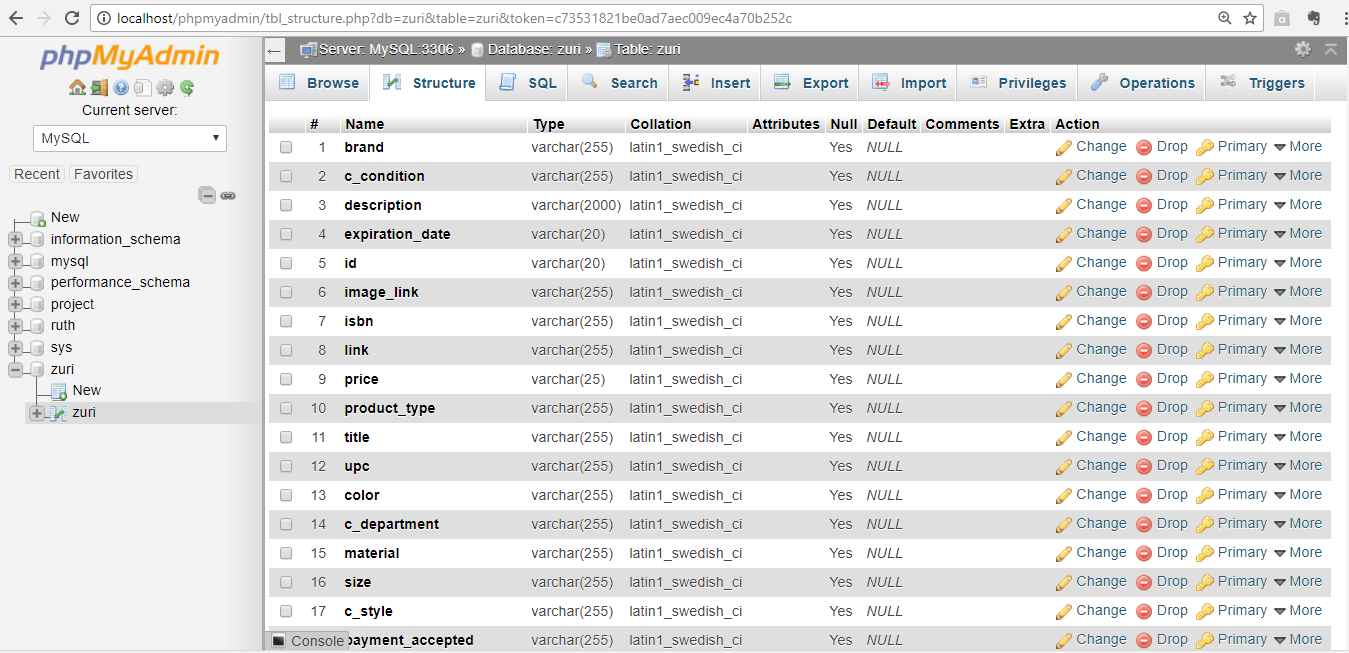 localhost/phpmyadmin/tbl_structure.php?db=zuri&table=zuri&token=c73531821be0ad7aec009ec4a70b252c
phpMyAdmin
Current server:
MySQL
Recent Favorites
New
information_schema
mysql
performance_schema
project
ruth
sys
zuri
New
zuri
Server: MySQL:3306 » Database: zuri » Table: zuri
Browse Structure SQL Search Insert Export Import Privileges Operations Triggers
# Name Type Collation Attributes Null Default Comments Extra Action
1 brand varchar(255) latin1_swedish_ci Yes NULL Change Drop Primary More
2 c_condition varchar(255) latin1_swedish_ci Yes NULL Change Drop Primary More
3 description varchar(2000) latin1_swedish_ci Yes NULL Change Drop Primary More
4 expiration_date varchar(20) latin1_swedish_ci Yes NULL Change Drop Primary More
5 id varchar(20) latin1_swedish_ci Yes NULL Change Drop Primary More
6 image_link varchar(255) latin1_swedish_ci Yes NULL Change Drop Primary More
7 isbn varchar(255) latin1_swedish_ci Yes NULL Change Drop Primary More
8 link varchar(255) latin1_swedish_ci Yes NULL Change Drop Primary More
9 price varchar(25) latin1_swedish_ci Yes NULL Change Drop Primary More
10 product_type varchar(255) latin1_swedish_ci Yes NULL Change Drop Primary More
11 title varchar(255) latin1_swedish_ci Yes NULL Change Drop Primary More
12 upc varchar(255) latin1_swedish_ci Yes NULL Change Drop Primary More
13 color varchar(255) latin1_swedish_ci Yes NULL Change Drop Primary More
14 c_department varchar(255) latin1_swedish_ci Yes NULL Change Drop Primary More
15 material varchar(255) latin1_swedish_ci Yes NULL Change Drop Primary More
16 size varchar(255) latin1_swedish_ci Yes NULL Change Drop Primary More
17 c_style varchar(255) latin1_swedish_ci Yes NULL Change Drop Primary More
Console payment_accepted varchar(255) latin1_swedish_ci Yes NULL Change Drop Primary More